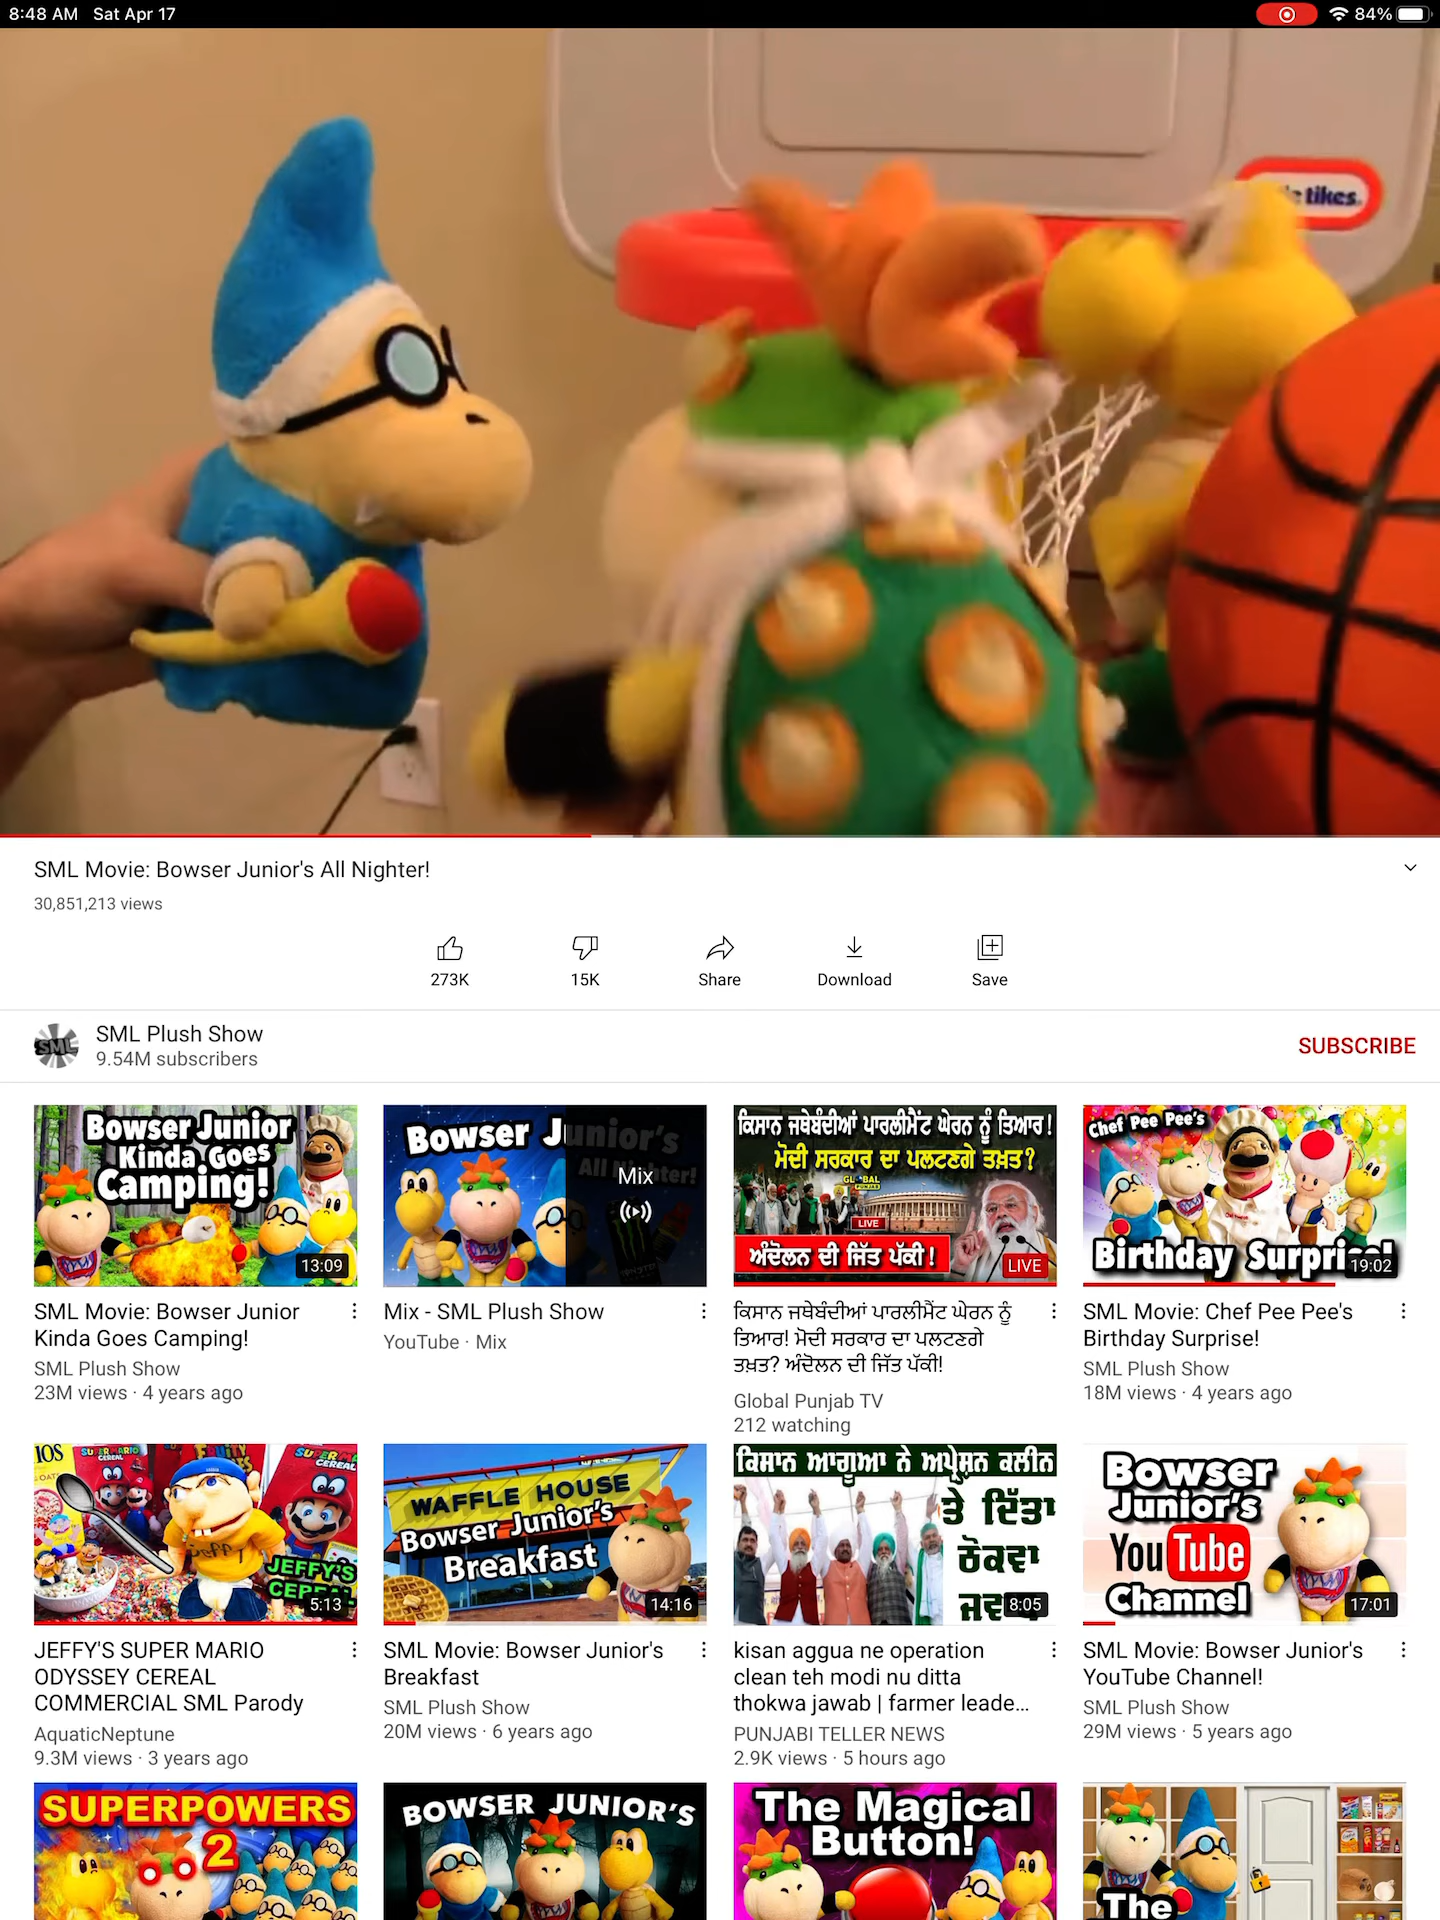 8:48 AM Sat Apr 17
84%
tikes.
SML Movie: Bowser Junior's All Nighter!
30,851,213 views
273K
15K
Share
Download
Save
SML
SML Plush Show
9.54M subscribers
SUBSCRIBE
Bowser Junior
Kinda Goes
Camping!
13:09
SML Movie: Bowser Junior
Kinda Goes Camping!
SML Plush Show
23M views · 4 years ago
Bowser Junior's
All Nighter!
Mix
Mix - SML Plush Show
YouTube · Mix
ਕਿਸਾਨ ਜਥੇਬੰਦੀਆਂ ਪਾਰਲੀਮੈਂਟ ਘੇਰਨ ਨੂੰ ਤਿਆਰ!
ਮੋਦੀ ਸਰਕਾਰ ਦਾ ਪਲਟਣਗੇ ਤਖ਼ਤ?
GLOBAL
PUNJAB
LIVE
ਅੰਦੋਲਨ ਦੀ ਜਿੱਤ ਪੱਕੀ!
LIVE
ਕਿਸਾਨ ਜਥੇਬੰਦੀਆਂ ਪਾਰਲੀਮੈਂਟ ਘੇਰਨ ਨੂੰ
ਤਿਆਰ! ਮੋਦੀ ਸਰਕਾਰ ਦਾ ਪਲਟਣਗੇ
ਤਖ਼ਤ? ਅੰਦੋਲਨ ਦੀ ਜਿੱਤ ਪੱਕੀ!
Global Punjab TV
212 watching
Chef Pee Pee's
Birthday Surprise!
19:02
SML Movie: Chef Pee Pee's
Birthday Surprise!
SML Plush Show
18M views · 4 years ago
SUPER MARIO
CEREAL
SUPER MARIO
CEREAL
Jeffy
JEFFY'S
CEREAL
5:13
JEFFY'S SUPER MARIO
ODYSSEY CEREAL
COMMERCIAL SML Parody
AquaticNeptune
9.3M views · 3 years ago
WAFFLE HOUSE
Bowser Junior's
Breakfast
14:16
SML Movie: Bowser Junior's
Breakfast
SML Plush Show
20M views · 6 years ago
ਕਿਸਾਨ ਆਗੂਆ ਨੇ ਅਪ੍ਰੇਸ਼ਨ ਕਲੀਨ
ਤੇ ਦਿੱਤਾ
ਠੋਕਵਾ
8:05
kisan aggua ne operation
clean teh modi nu ditta
thokwa jawab | farmer leade...
PUNJABI TELLER NEWS
2.9K views · 5 hours ago
Bowser
Junior's
YouTube
Channel
17:01
SML Movie: Bowser Junior's
YouTube Channel!
SML Plush Show
29M views · 5 years ago
SUPERPOWERS
2
BOWSER JUNIOR'S
The Magical
Button!
The